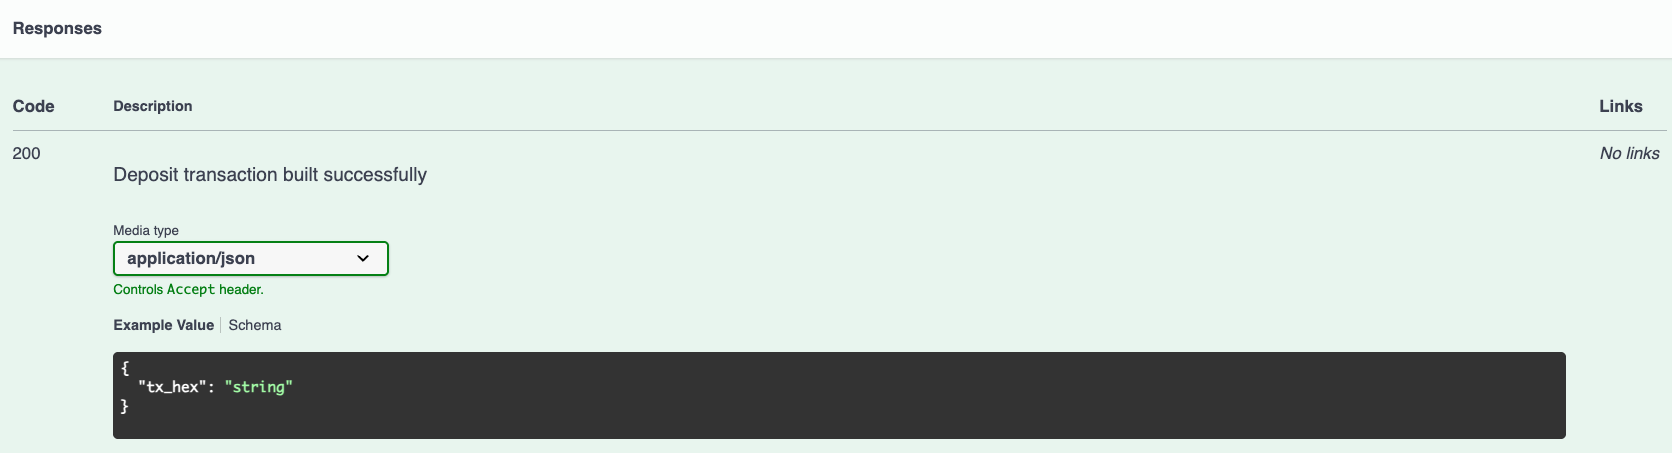 Responses
Code Description Links
200 No links
Deposit transaction built successfully
Media type
application/json
Controls Accept header.
Example Value Schema
{
"tx_hex": "string"
}